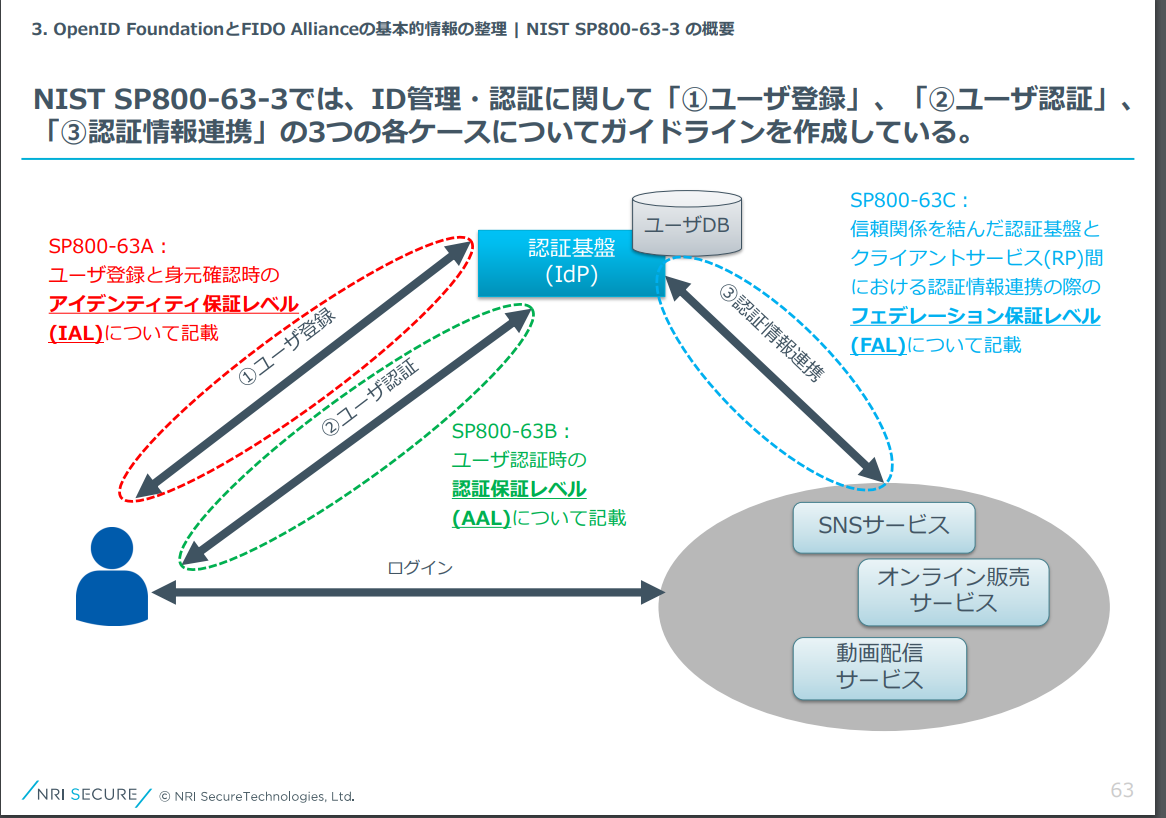 3. OpenID FoundationとFIDO Allianceの基本的情報の整理 | NIST SP800-63-3 の概要
NIST SP800-63-3では、ID管理・認証に関して「①ユーザ登録」、「②ユーザ認証」、
「③認証情報連携」の3つの各ケースについてガイドラインを作成している。
SP800-63A：
ユーザ登録と身元確認時の
アイデンティティ保証レベル
(IAL)について記載
認証基盤
(IdP)
ユーザDB
SP800-63C：
信頼関係を結んだ認証基盤と
クライアントサービス(RP)間
における認証情報連携の際の
フェデレーション保証レベル
(FAL)について記載
①ユーザ登録
②ユーザ認証
③認証情報連携
SP800-63B：
ユーザ認証時の
認証保証レベル
(AAL)について記載
ログイン
SNSサービス
オンライン販売
サービス
動画配信
サービス
NRI SECURE
© NRI SecureTechnologies, Ltd.
63